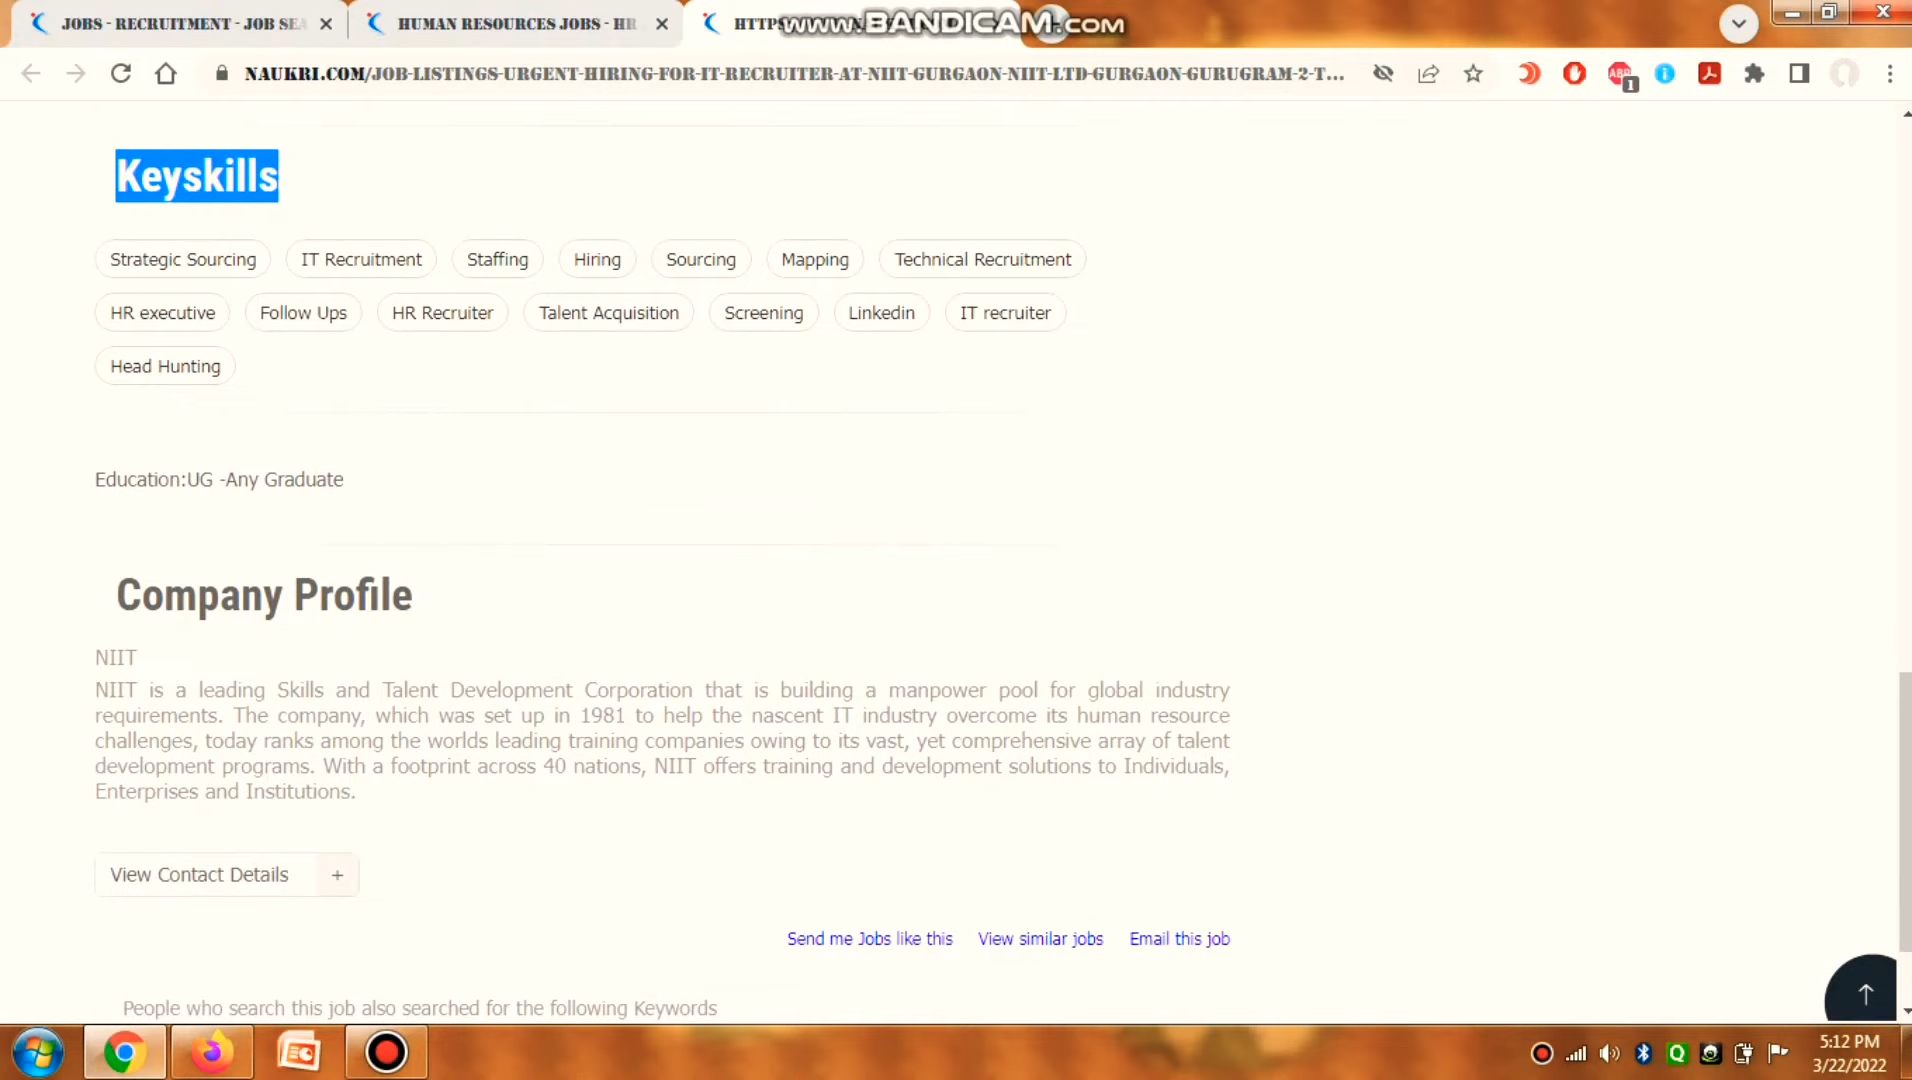 JOBS - RECRUITMENT - JOB SEA
HUMAN RESOURCES JOBS - HR
HTTPS
WWW.BANDICAM.COM
NAUKRI.COM/JOB-LISTINGS-URGENT-HIRING-FOR-IT-RECRUITER-AT-NIIT-GURGAON-NIIT-LTD-GURGAON-GURUGRAM-2-T...
ABP
1
Keyskills
Strategic Sourcing IT Recruitment Staffing Hiring Sourcing Mapping Technical Recruitment
HR executive Follow Ups HR Recruiter Talent Acquisition Screening Linkedin IT recruiter
Head Hunting
Education:UG -Any Graduate
Company Profile
NIIT
NIIT is a leading Skills and Talent Development Corporation that is building a manpower pool for global industry
requirements. The company, which was set up in 1981 to help the nascent IT industry overcome its human resource
challenges, today ranks among the worlds leading training companies owing to its vast, yet comprehensive array of talent
development programs. With a footprint across 40 nations, NIIT offers training and development solutions to Individuals,
Enterprises and Institutions.
View Contact Details +
Send me Jobs like this View similar jobs Email this job
People who search this job also searched for the following Keywords
5:12 PM
3/22/2022